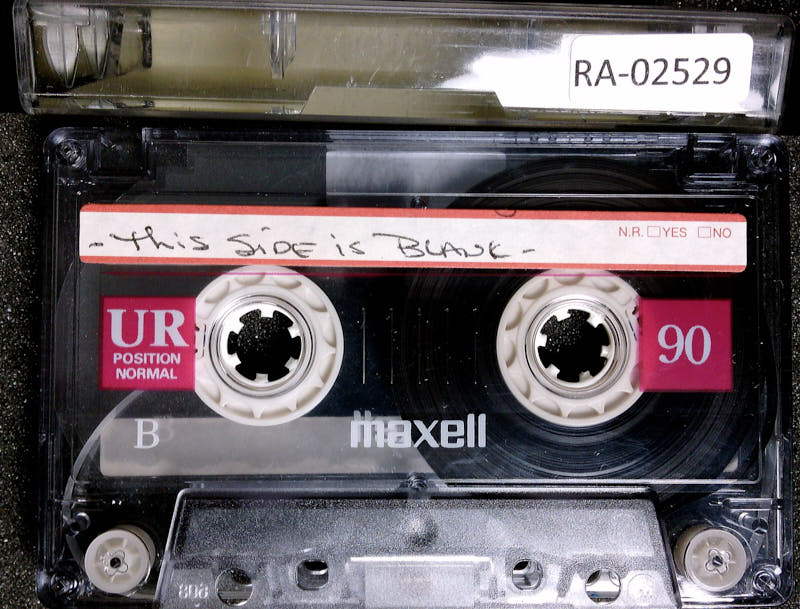 RA-02529
- This SiDE is BLANK -
N.R. ☐ YES ☐ NO
UR
POSITION
NORMAL
90
B
maxell